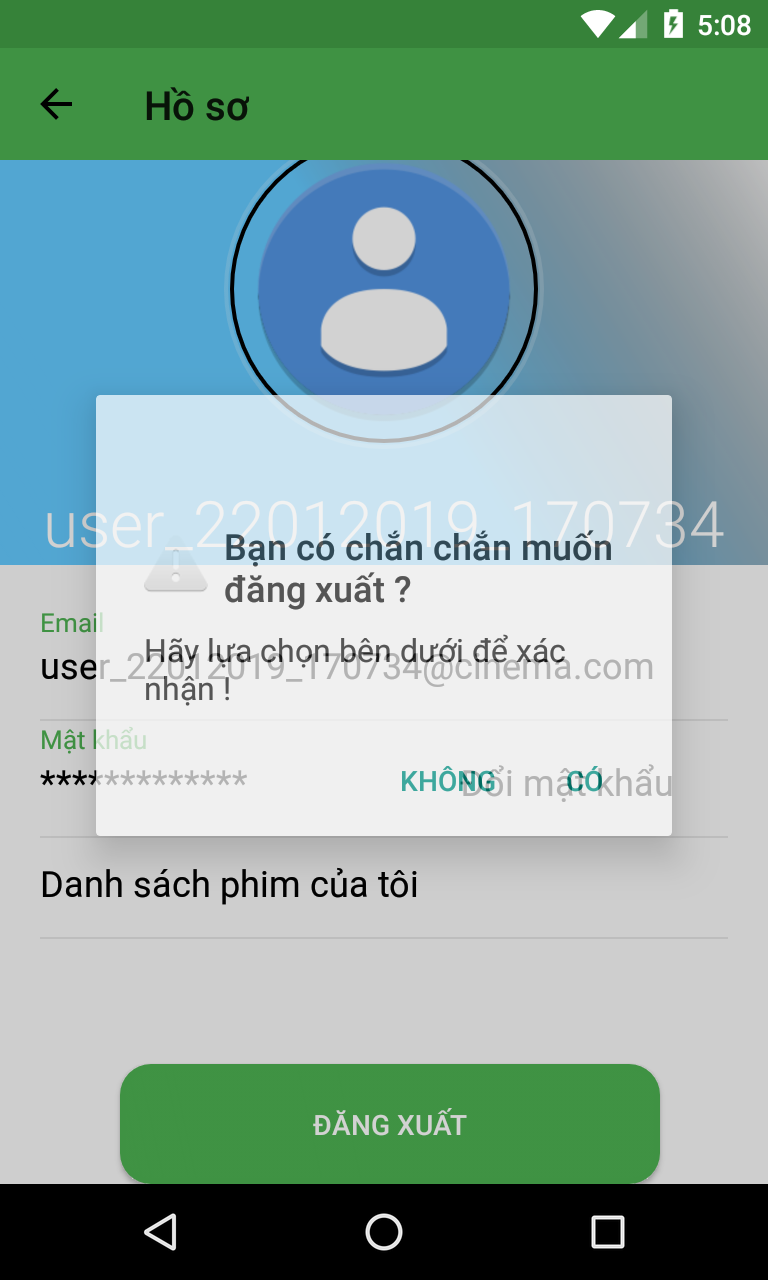 5:08
Hồ sơ
user_22012019_170734
Bạn có chắn chắn muốn
đăng xuất ?
Email
Hãy lựa chọn bên dưới để xác
user_22012019_170734@cinema.com
nhận !
Mật khẩu
************* Đổi mật khẩu
KHÔNG CÓ
Danh sách phim của tôi
ĐĂNG XUẤT